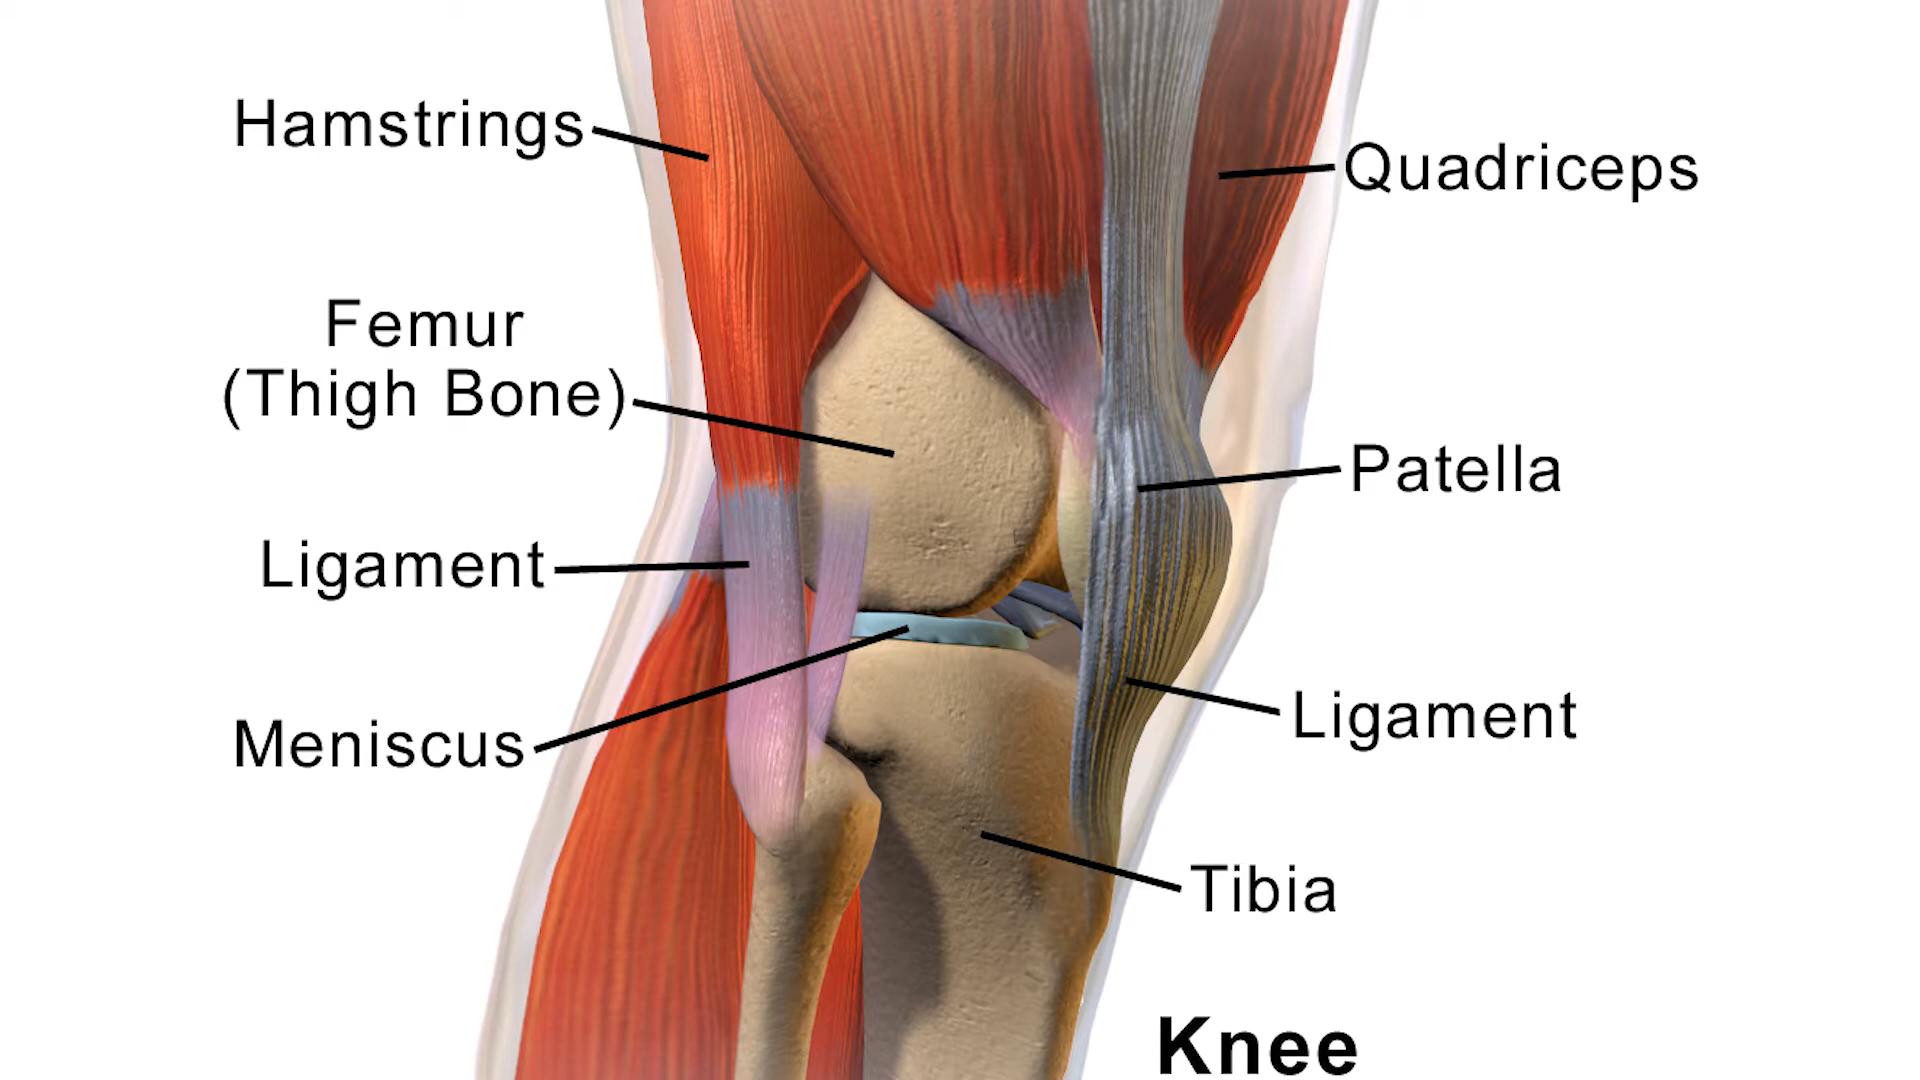 Hamstrings
Quadriceps
Femur
(Thigh Bone)
Patella
Ligament
Ligament
Meniscus
Tibia
Knee